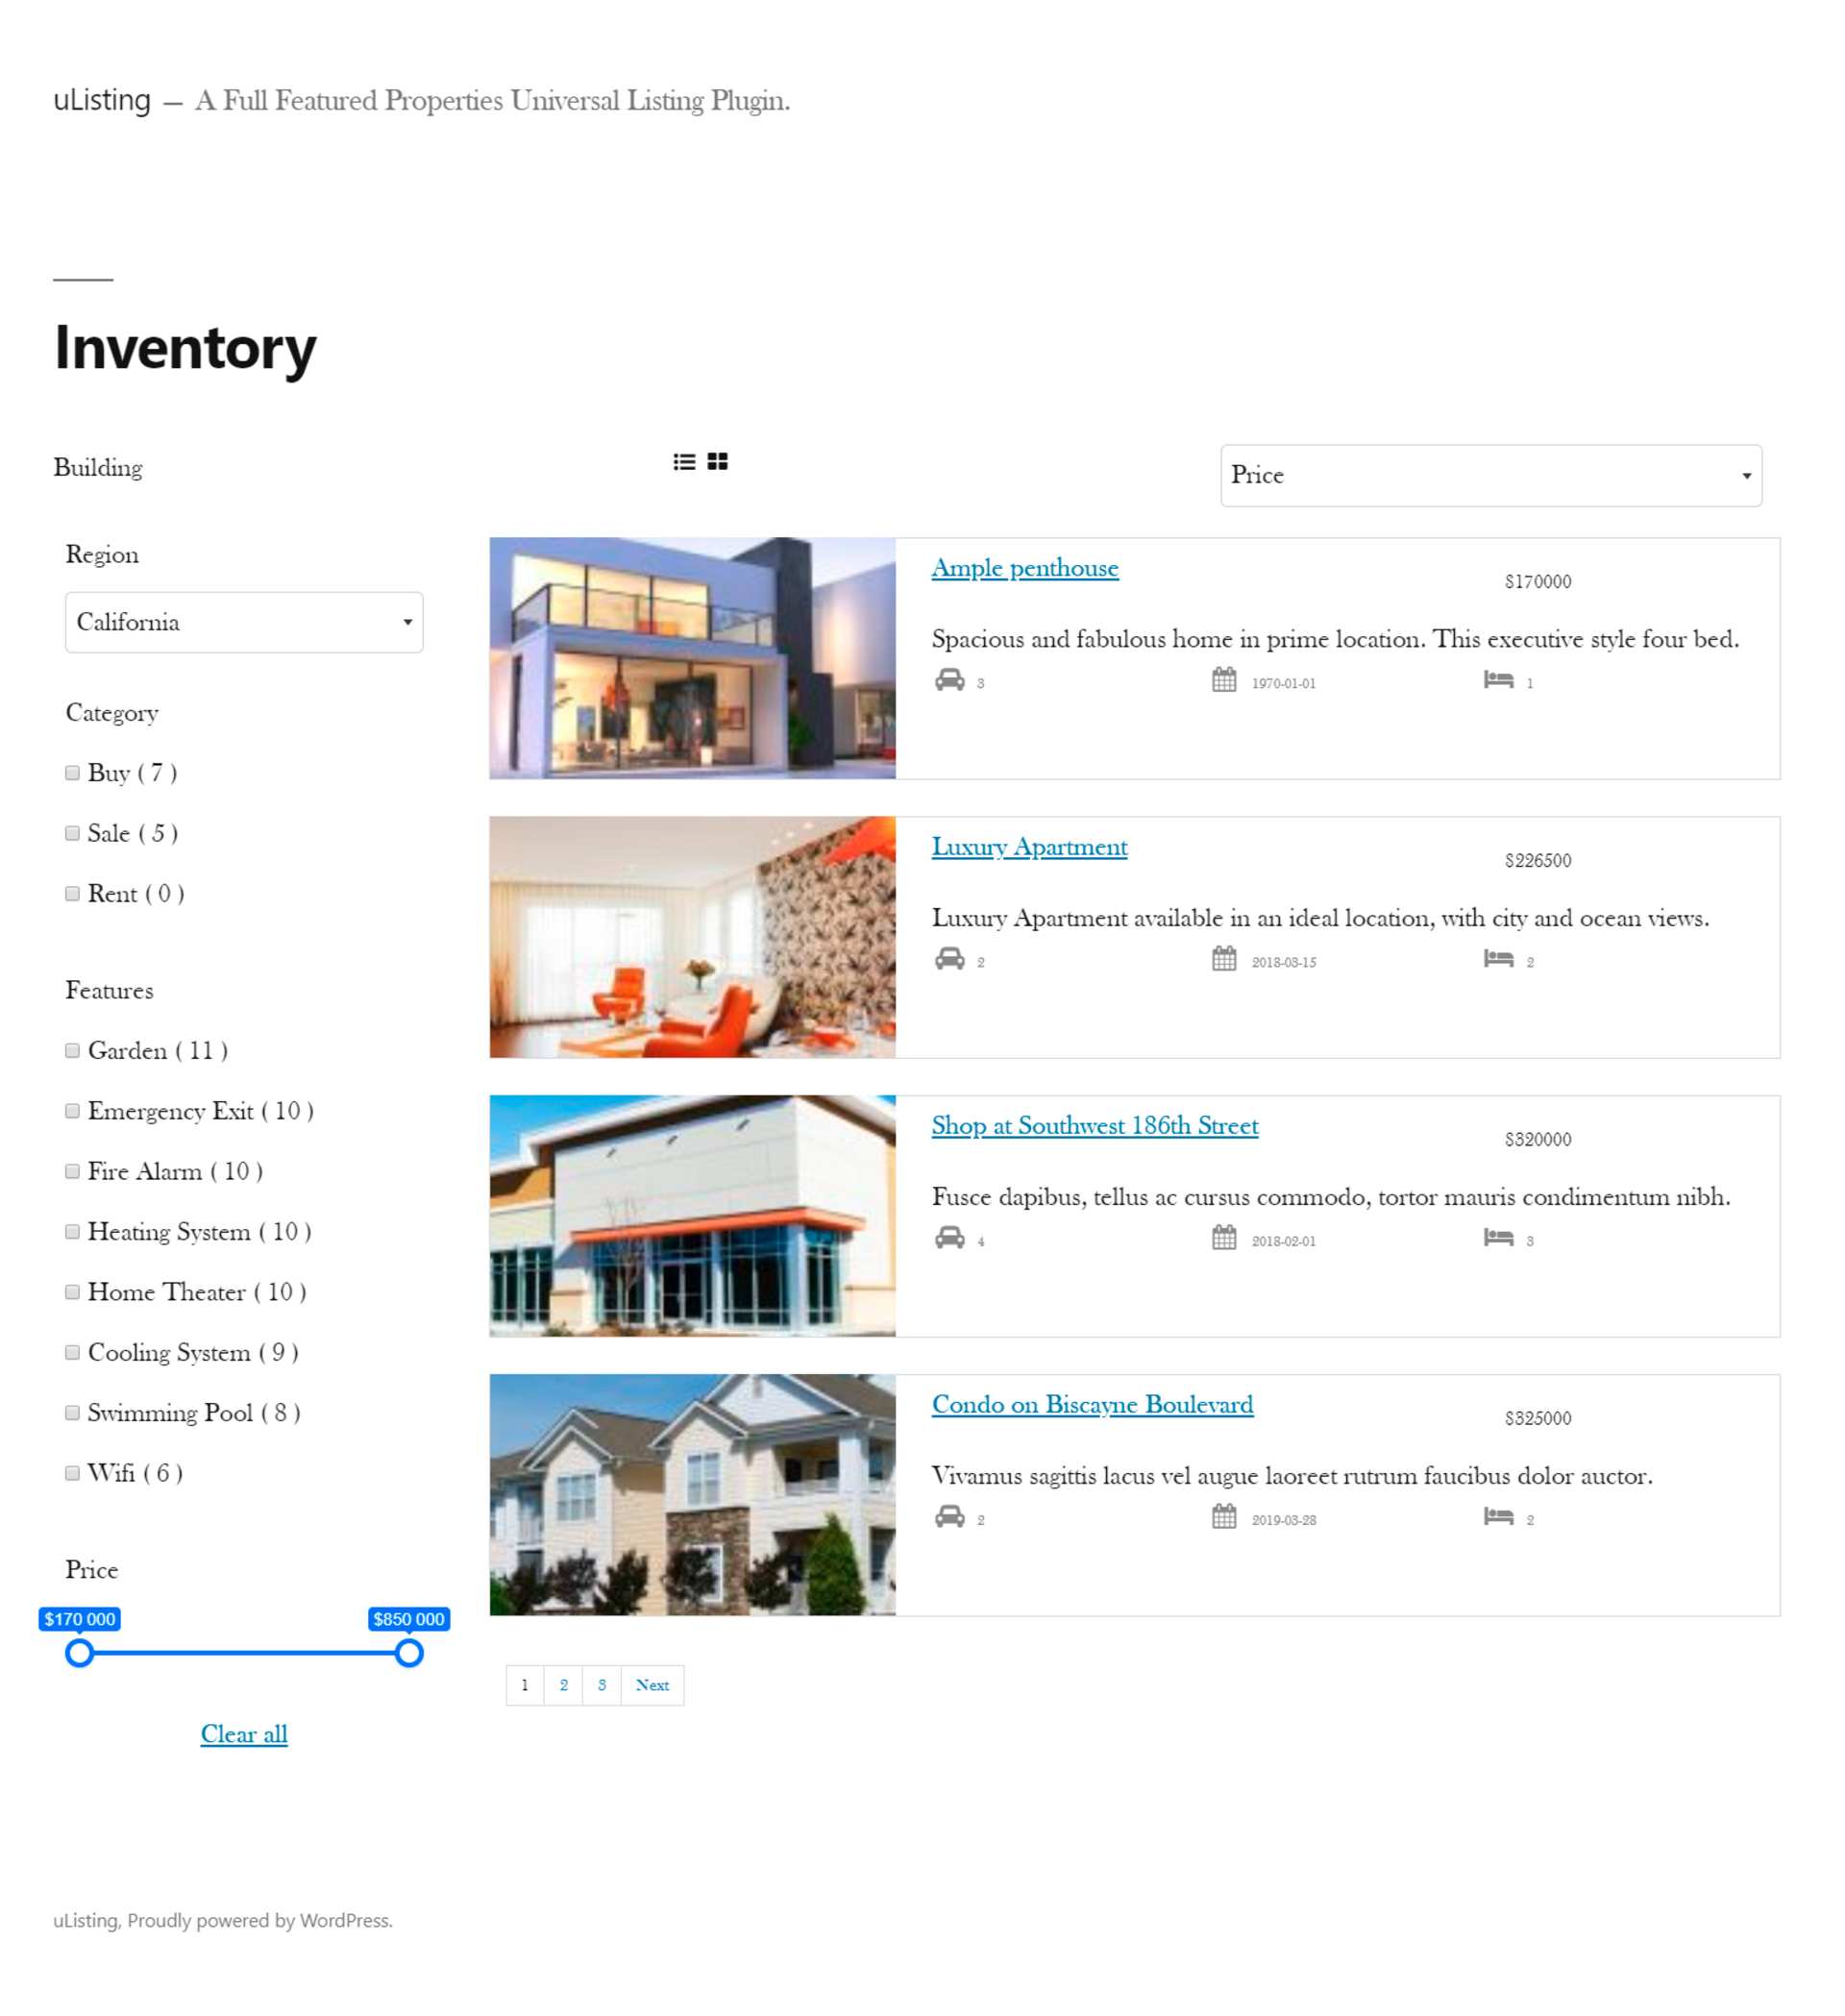 uListing — A Full Featured Properties Universal Listing Plugin.
Inventory
Building
Price
Region
California
Category
Buy ( 7 )
Sale ( 5 )
Rent ( 0 )
Features
Garden ( 11 )
Emergency Exit ( 10 )
Fire Alarm ( 10 )
Heating System ( 10 )
Home Theater ( 10 )
Cooling System ( 9 )
Swimming Pool ( 8 )
Wifi ( 6 )
Price
$170 000 $850 000
Clear all
Ample penthouse
$170000
Spacious and fabulous home in prime location. This executive style four bed.
3 1970-01-01 1
Luxury Apartment
$226500
Luxury Apartment available in an ideal location, with city and ocean views.
2 2018-03-15 2
Shop at Southwest 186th Street
$320000
Fusce dapibus, tellus ac cursus commodo, tortor mauris condimentum nibh.
4 2018-02-01 3
Condo on Biscayne Boulevard
$325000
Vivamus sagittis lacus vel augue laoreet rutrum faucibus dolor auctor.
2 2019-03-28 2
1 2 3 Next
uListing, Proudly powered by WordPress.